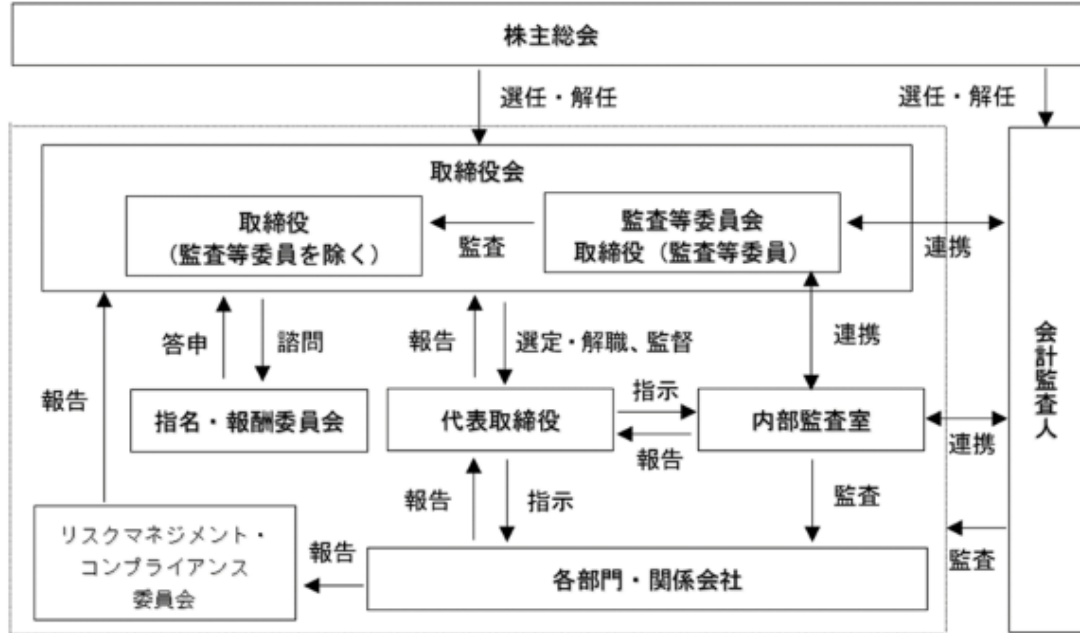 株主総会
選任・解任
選任・解任
取締役会
取締役
（監査等委員を除く）
監査
監査等委員会
取締役（監査等委員）
連携
答申
諮問
報告
選定・解職、監督
連携
会計監査人
報告
指名・報酬委員会
代表取締役
指示
報告
内部監査室
連携
報告
指示
監査
リスクマネジメント・
コンプライアンス
委員会
報告
各部門・関係会社
監査